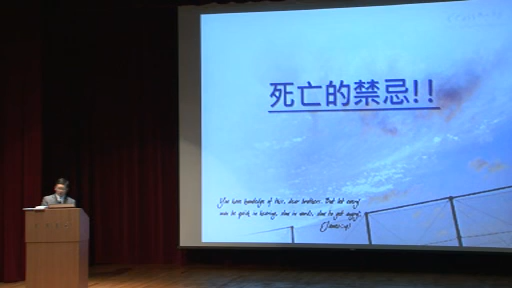 死亡的禁忌!!
You have knowledge of this, dear brothers. But let every
man be quick in hearing, slow in words, slow to get angry.